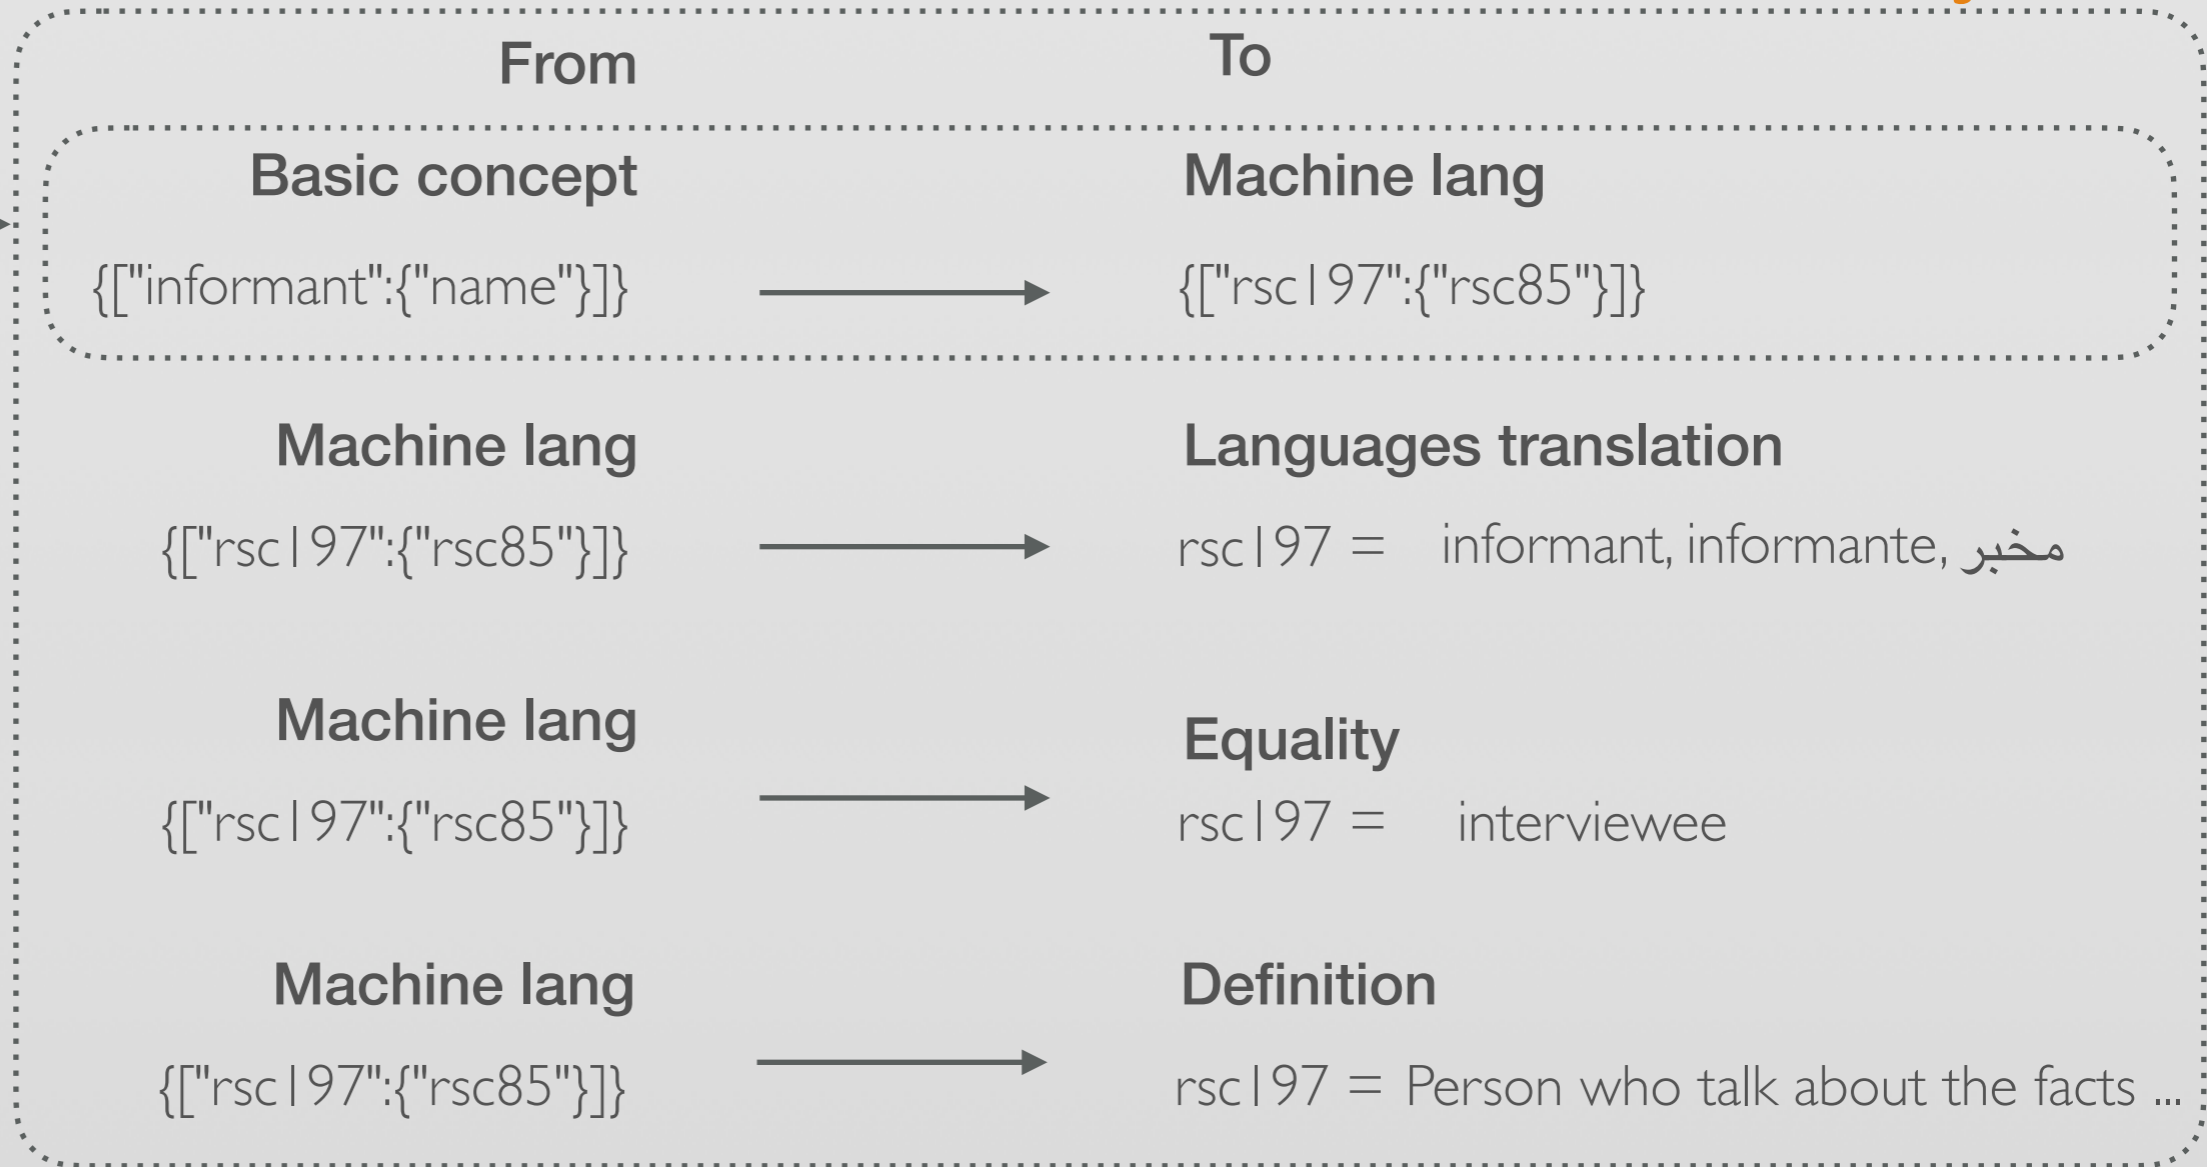 From To
Basic concept Machine lang
{["informant":{"name"}]} {["rsc197":{"rsc85"}]}
Machine lang Languages translation
{["rsc197":{"rsc85"}]} rsc197 = informant, informante, مخبر
Machine lang Equality
{["rsc197":{"rsc85"}]} rsc197 = interviewee
Machine lang Definition
{["rsc197":{"rsc85"}]} rsc197 = Person who talk about the facts ...